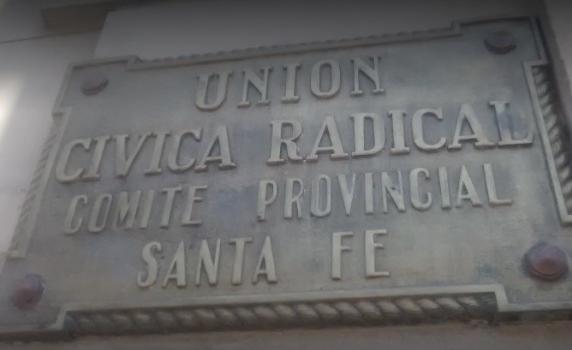 UNION
CIVICA RADICAL
COMITE PROVINCIAL
SANTA FE